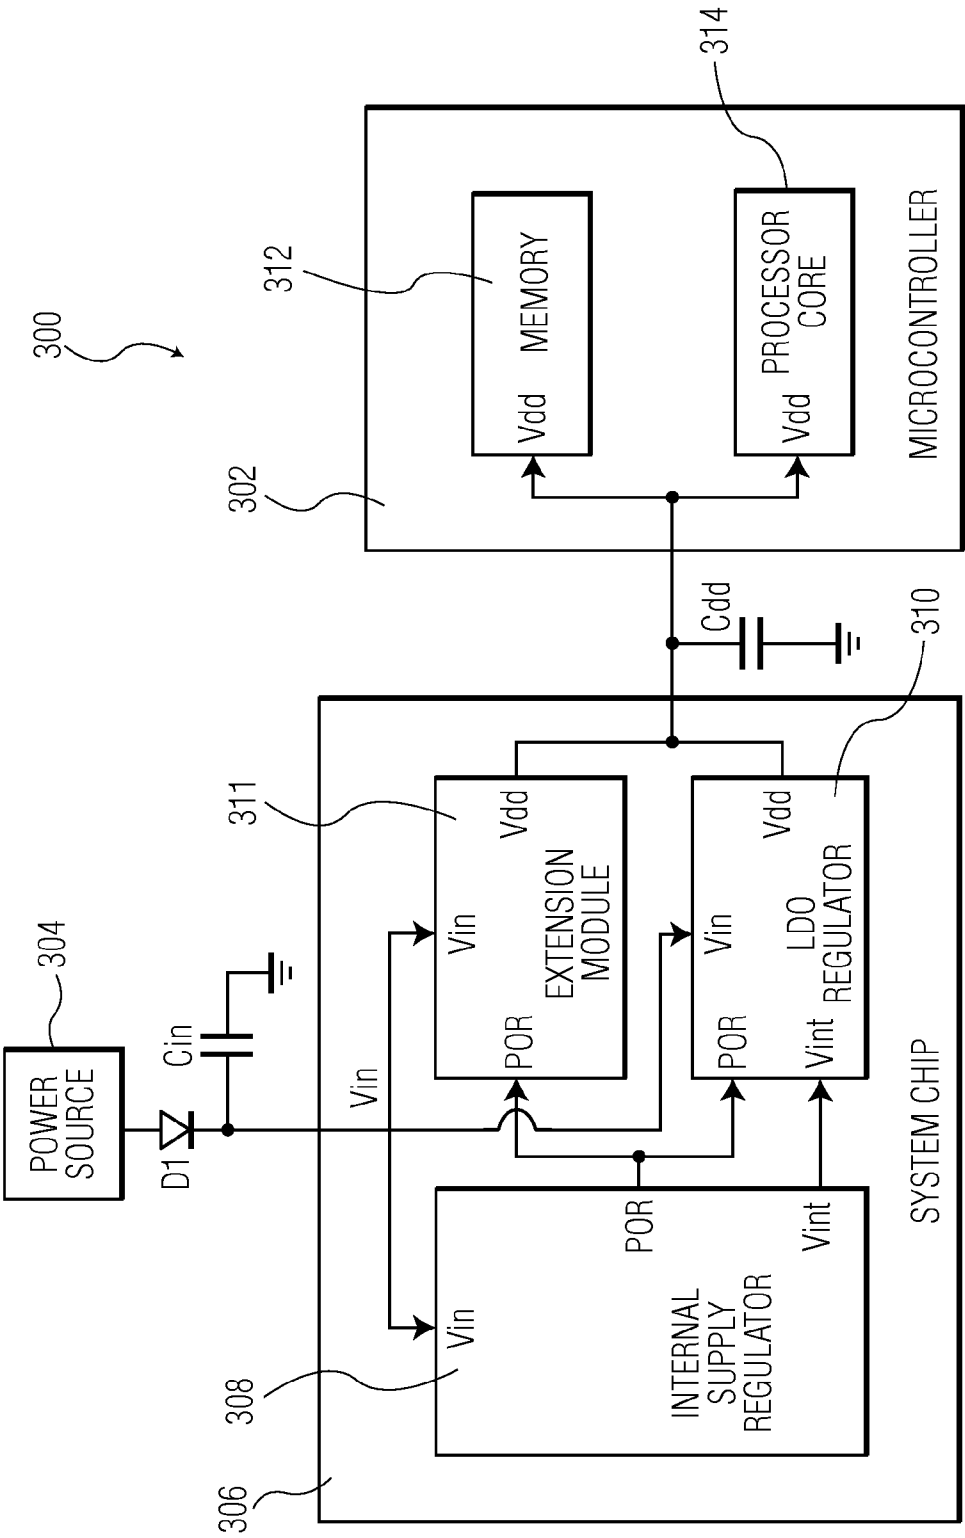 300
POWER
SOURCE
304
D1
Cin
306
308
Vin
311
302
312
314
Vin
POR
Vint
INTERNAL
SUPPLY
REGULATOR
POR
Vin
Vdd
EXTENSION
MODULE
POR
Vint
Vin
Vdd
LDO
REGULATOR
310
SYSTEM CHIP
Cdd
Vdd
MEMORY
Vdd
PROCESSOR
CORE
MICROCONTROLLER